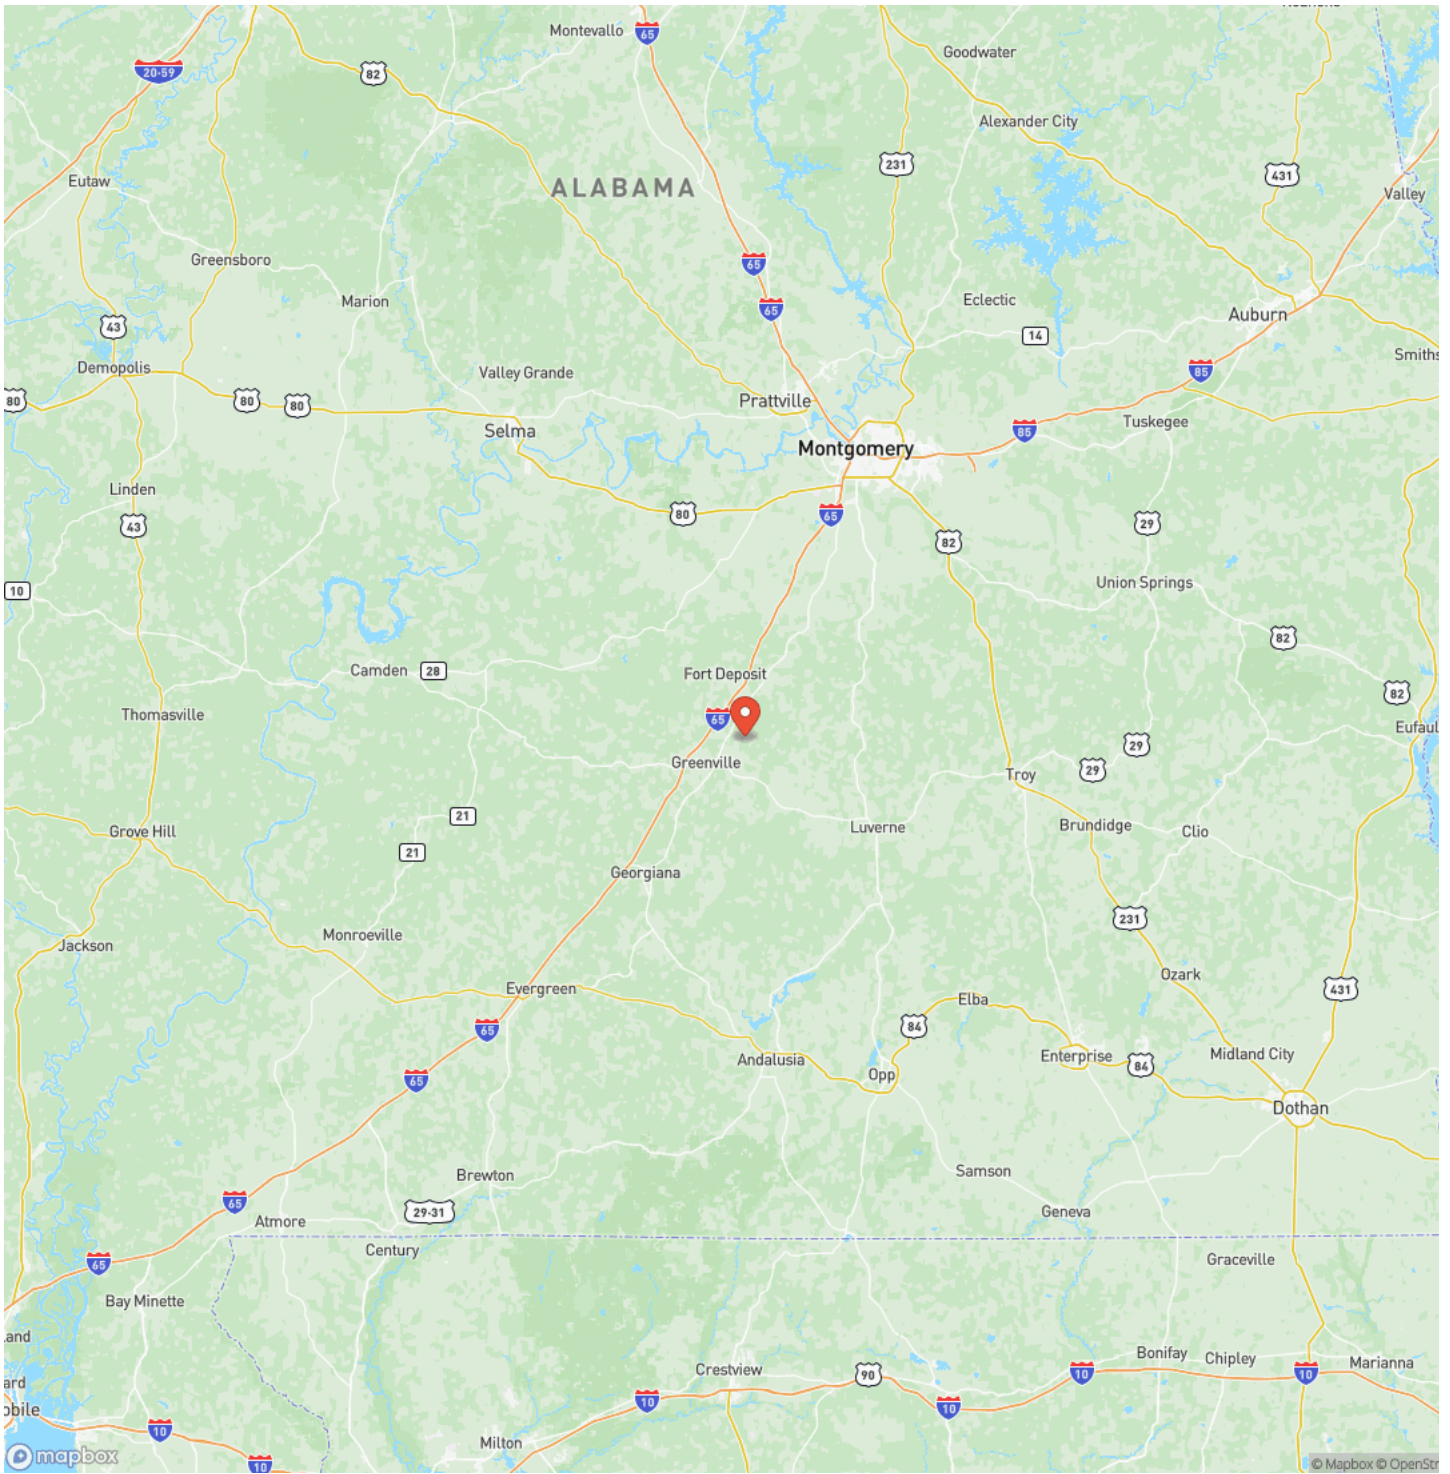 Montevallo
65
Goodwater
20-59
82
Alexander City
231
431
Eutaw
ALABAMA
Valley
Greensboro
65
Marion
Eclectic
65
Auburn
43
14
Smiths
Demopolis
Valley Grande
85
80
80
80
Prattville
Tuskegee
Selma
85
Montgomery
Linden
80
65
43
29
82
10
Union Springs
82
Camden
28
Fort Deposit
82
Thomasville
65
Eufaul
29
Greenville
29
Troy
21
Grove Hill
Luverne
Brundidge
Clio
21
Georgiana
231
Monroeville
Jackson
Ozark
Evergreen
431
Elba
65
84
Andalusia
Enterprise
Midland City
84
65
Opp
Dothan
Brewton
Samson
65
29-31
Geneva
Atmore
Century
65
Graceville
Bay Minette
land
Bonifay
Chipley
Marianna
Crestview
90
10
10
ard
10
10
obile
10
Milton
10
mapbox
© Mapbox © OpenStr